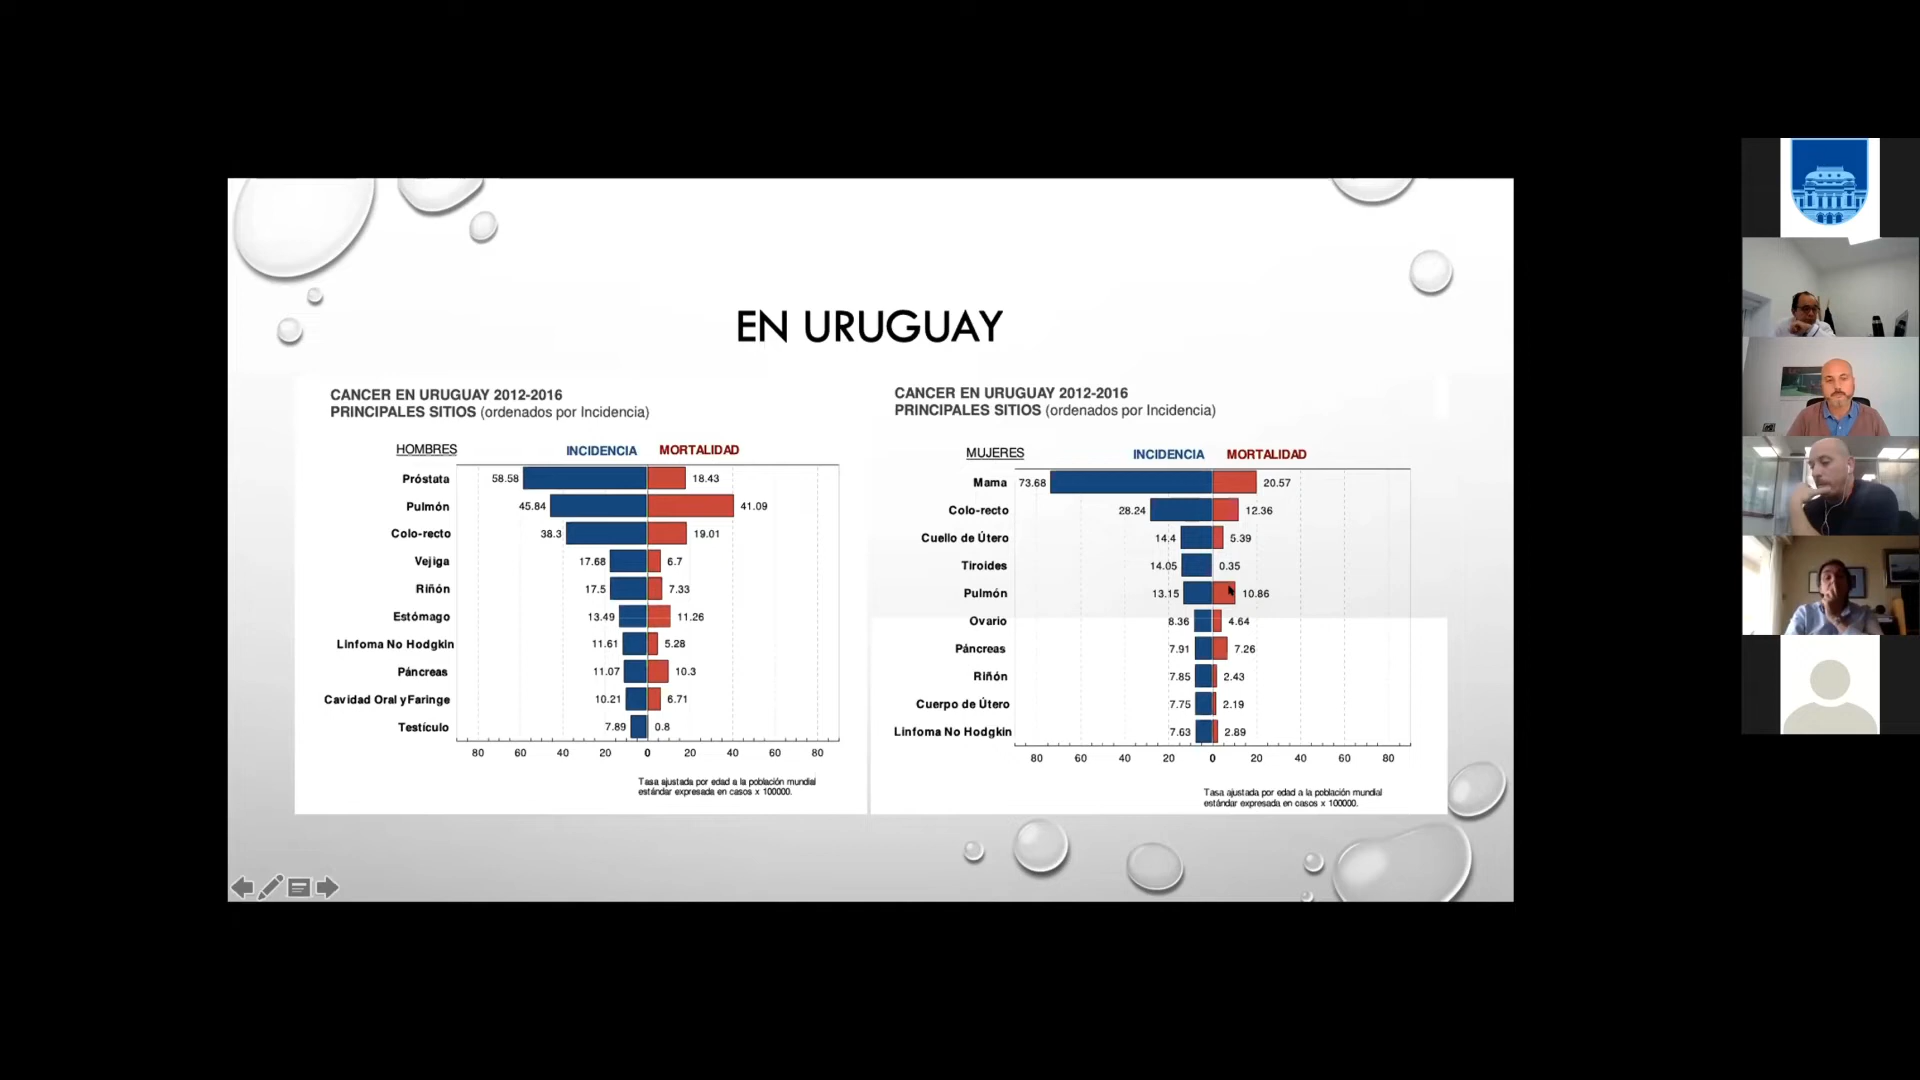 EN URUGUAY
CANCER EN URUGUAY 2012-2016
PRINCIPALES SITIOS (ordenados por Incidencia)
HOMBRES INCIDENCIA MORTALIDAD
Próstata 58.58 18.43
Pulmón 45.84 41.09
Colo-recto 38.3 19.01
Vejiga 17.68 6.7
Riñón 17.5 7.33
Estómago 13.49 11.26
Linfoma No Hodgkin 11.61 5.28
Páncreas 11.07 10.3
Cavidad Oral y Faringe 10.21 6.71
Testículo 7.89 0.8
80 60 40 20 0 20 40 60 80
Tasa ajustada por edad a la población mundial
estándar expresada en casos x 100000.
CANCER EN URUGUAY 2012-2016
PRINCIPALES SITIOS (ordenados por Incidencia)
MUJERES INCIDENCIA MORTALIDAD
Mama 73.68 20.57
Colo-recto 28.24 12.36
Cuello de Útero 14.4 5.39
Tiroides 14.05 0.35
Pulmón 13.15 10.86
Ovario 8.36 4.64
Páncreas 7.91 7.26
Riñón 7.85 2.43
Cuerpo de Útero 7.75 2.19
Linfoma No Hodgkin 7.63 2.89
80 60 40 20 0 20 40 60 80
Tasa ajustada por edad a la población mundial
estándar expresada en casos x 100000.